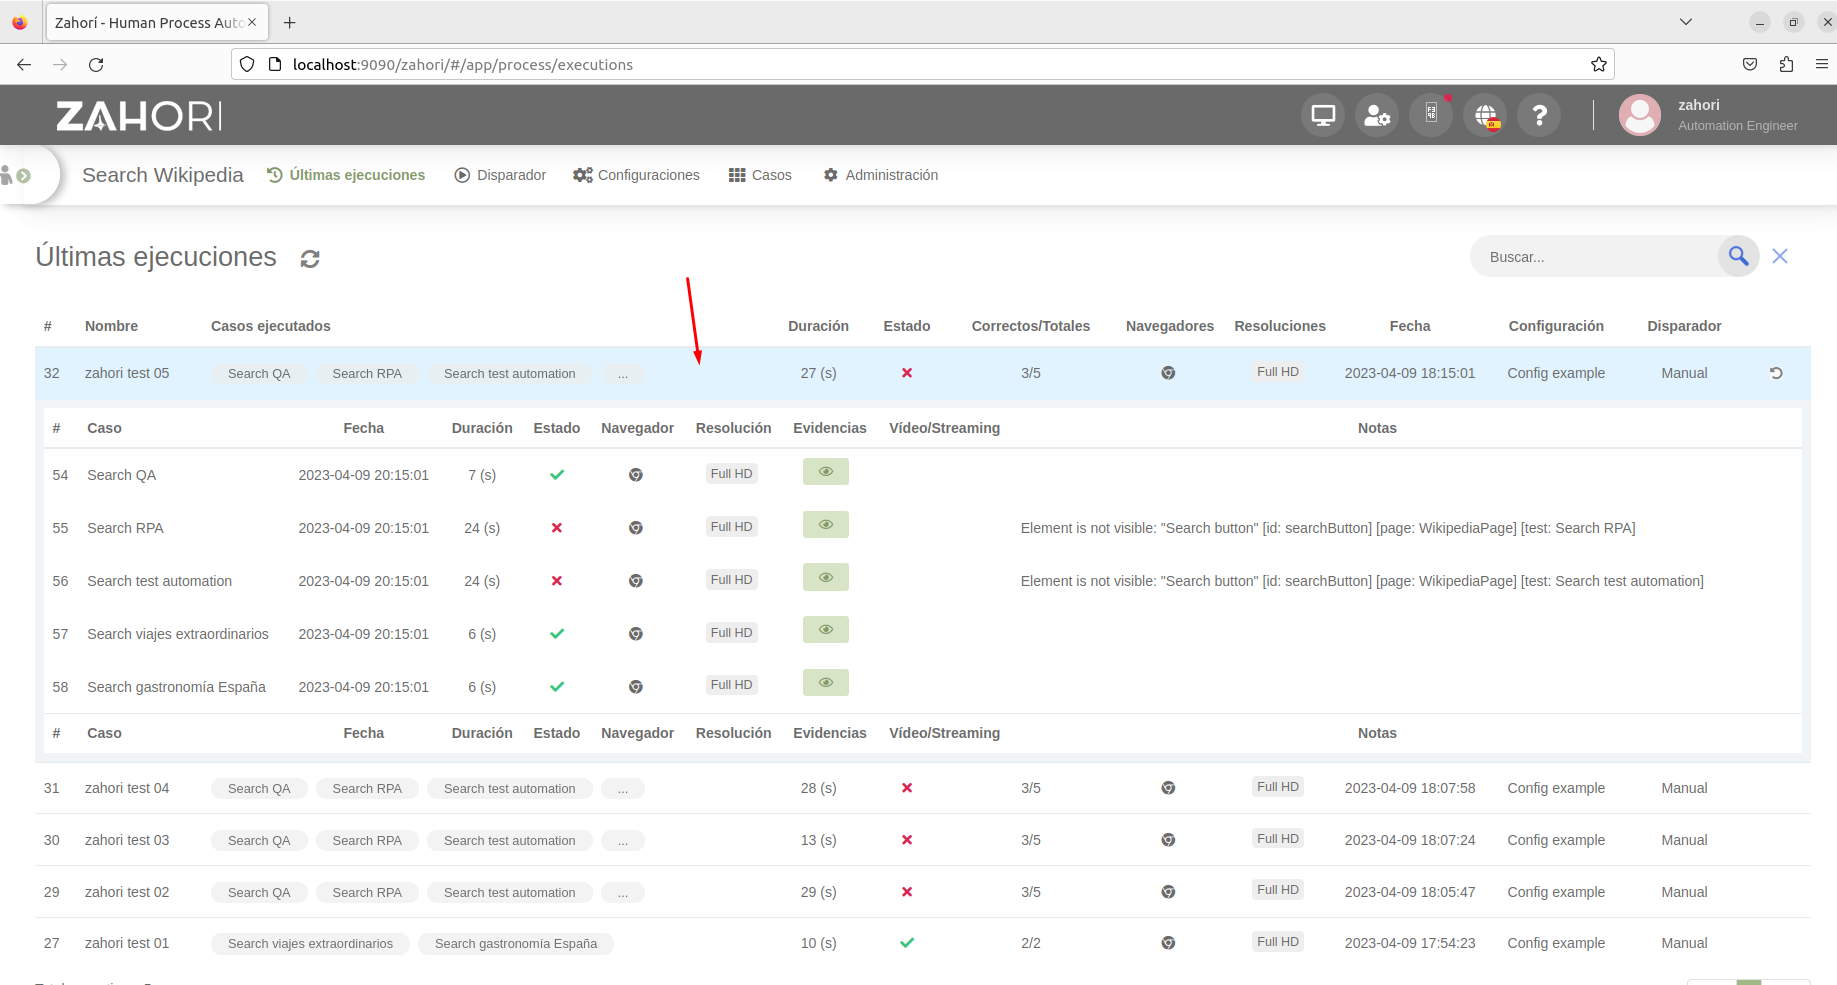 Zahorí - Human Process Auto
localhost:9090/zahori/#/app/process/executions
ZAHORI
zahori
Automation Engineer
Search Wikipedia Últimas ejecuciones Disparador Configuraciones Casos Administración
Últimas ejecuciones
Buscar...
# Nombre Casos ejecutados Duración Estado Correctos/Totales Navegadores Resoluciones Fecha Configuración Disparador
32 zahori test 05 Search QA Search RPA Search test automation ... 27 (s) 3/5 Full HD 2023-04-09 18:15:01 Config example Manual
# Caso Fecha Duración Estado Navegador Resolución Evidencias Vídeo/Streaming Notas
54 Search QA 2023-04-09 20:15:01 7 (s) Full HD
55 Search RPA 2023-04-09 20:15:01 24 (s) Full HD Element is not visible: "Search button" [id: searchButton] [page: WikipediaPage] [test: Search RPA]
56 Search test automation 2023-04-09 20:15:01 24 (s) Full HD Element is not visible: "Search button" [id: searchButton] [page: WikipediaPage] [test: Search test automation]
57 Search viajes extraordinarios 2023-04-09 20:15:01 6 (s) Full HD
58 Search gastronomía España 2023-04-09 20:15:01 6 (s) Full HD
# Caso Fecha Duración Estado Navegador Resolución Evidencias Vídeo/Streaming Notas
31 zahori test 04 Search QA Search RPA Search test automation ... 28 (s) 3/5 Full HD 2023-04-09 18:07:58 Config example Manual
30 zahori test 03 Search QA Search RPA Search test automation ... 13 (s) 3/5 Full HD 2023-04-09 18:07:24 Config example Manual
29 zahori test 02 Search QA Search RPA Search test automation ... 29 (s) 3/5 Full HD 2023-04-09 18:05:47 Config example Manual
27 zahori test 01 Search viajes extraordinarios Search gastronomía España 10 (s) 2/2 Full HD 2023-04-09 17:54:23 Config example Manual